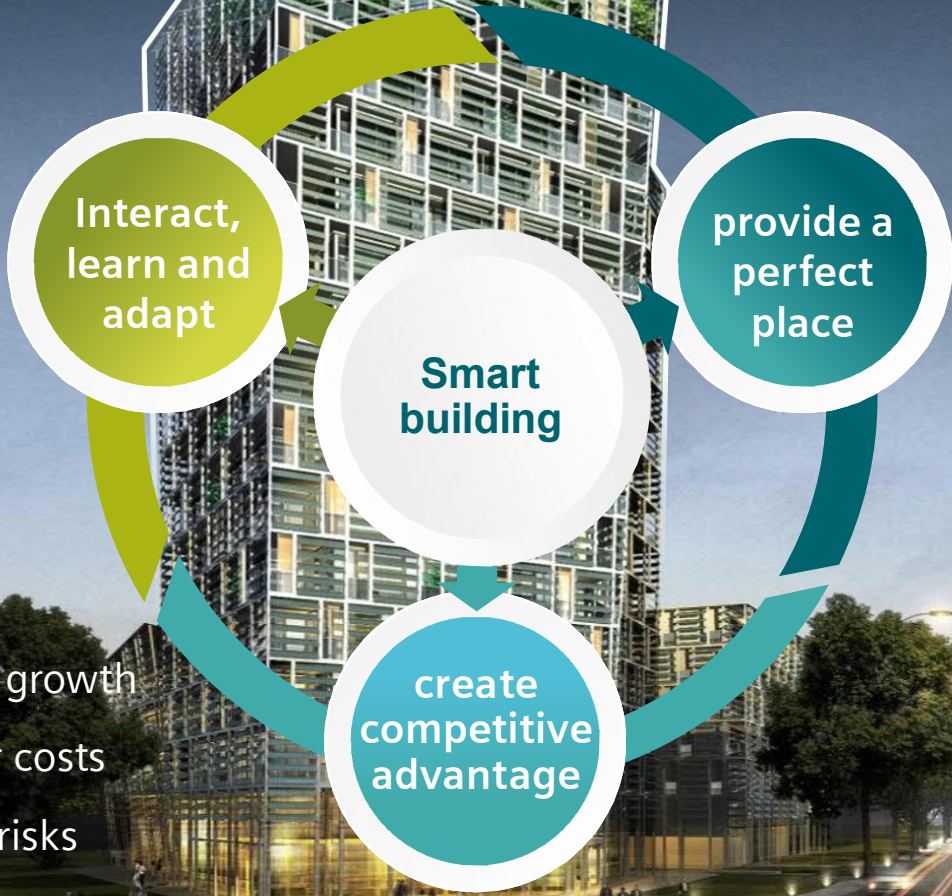 Interact,
learn and
adapt
provide a
perfect
place
Smart
building
create
competitive
advantage
growth
costs
risks